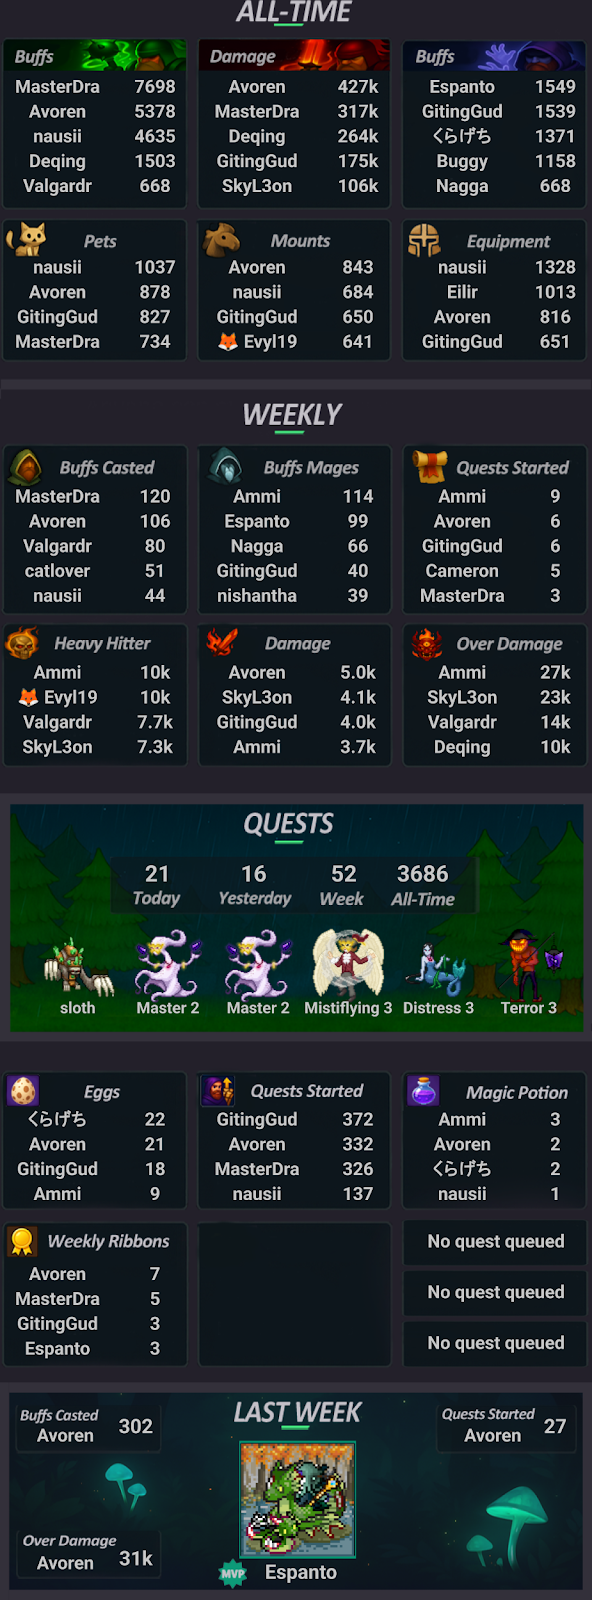 ALL-TIME
Buffs
MasterDra 7698
Avoren 5378
nausii 4635
Deqing 1503
Valgardr 668
Damage
Avoren 427k
MasterDra 317k
Deqing 264k
GitingGud 175k
SkyL3on 106k
Buffs
Espanto 1549
GitingGud 1539
くらげち 1371
Buggy 1158
Nagga 668
Pets
nausii 1037
Avoren 878
GitingGud 827
MasterDra 734
Mounts
Avoren 843
nausii 684
GitingGud 650
🦊 Evyl19 641
Equipment
nausii 1328
Eilir 1013
Avoren 816
GitingGud 651
WEEKLY
Buffs Casted
MasterDra 120
Avoren 106
Valgardr 80
catlover 51
nausii 44
Buffs Mages
Ammi 114
Espanto 99
Nagga 66
GitingGud 40
nishantha 39
Quests Started
Ammi 9
Avoren 6
GitingGud 6
Cameron 5
MasterDra 3
Heavy Hitter
Ammi 10k
🦊 Evyl19 10k
Valgardr 7.7k
SkyL3on 7.3k
Damage
Avoren 5.0k
SkyL3on 4.1k
GitingGud 4.0k
Ammi 3.7k
Over Damage
Ammi 27k
SkyL3on 23k
Valgardr 14k
Deqing 10k
QUESTS
21 16 52 3686
Today Yesterday Week All-Time
sloth Master 2 Master 2 Mistiflying 3 Distress 3 Terror 3
Eggs
くらげち 22
Avoren 21
GitingGud 18
Ammi 9
Quests Started
GitingGud 372
Avoren 332
MasterDra 326
nausii 137
Magic Potion
Ammi 3
Avoren 2
くらげち 2
nausii 1
Weekly Ribbons
Avoren 7
MasterDra 5
GitingGud 3
Espanto 3
No quest queued
No quest queued
No quest queued
LAST WEEK
Buffs Casted
Avoren 302
Quests Started
Avoren 27
Over Damage
Avoren 31k
MVP Espanto